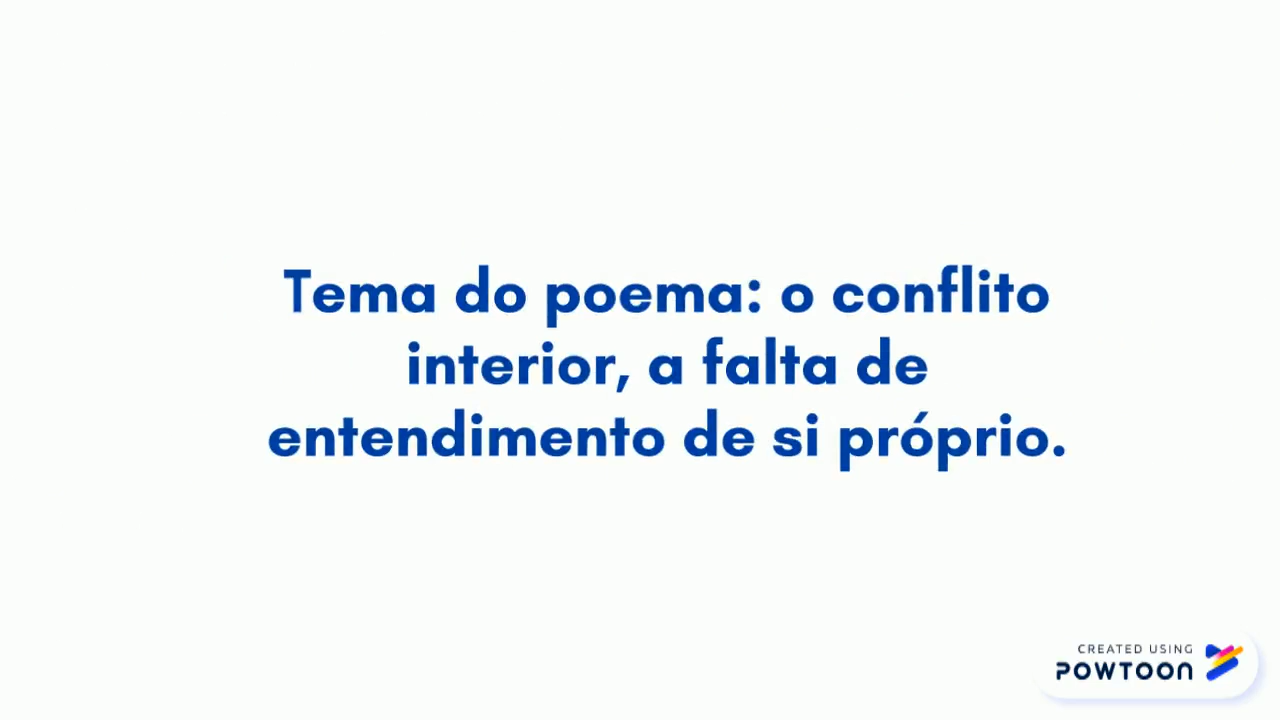 Tema do poema: o conflito
interior, a falta de
entendimento de si próprio.
CREATED USING
POWTOON